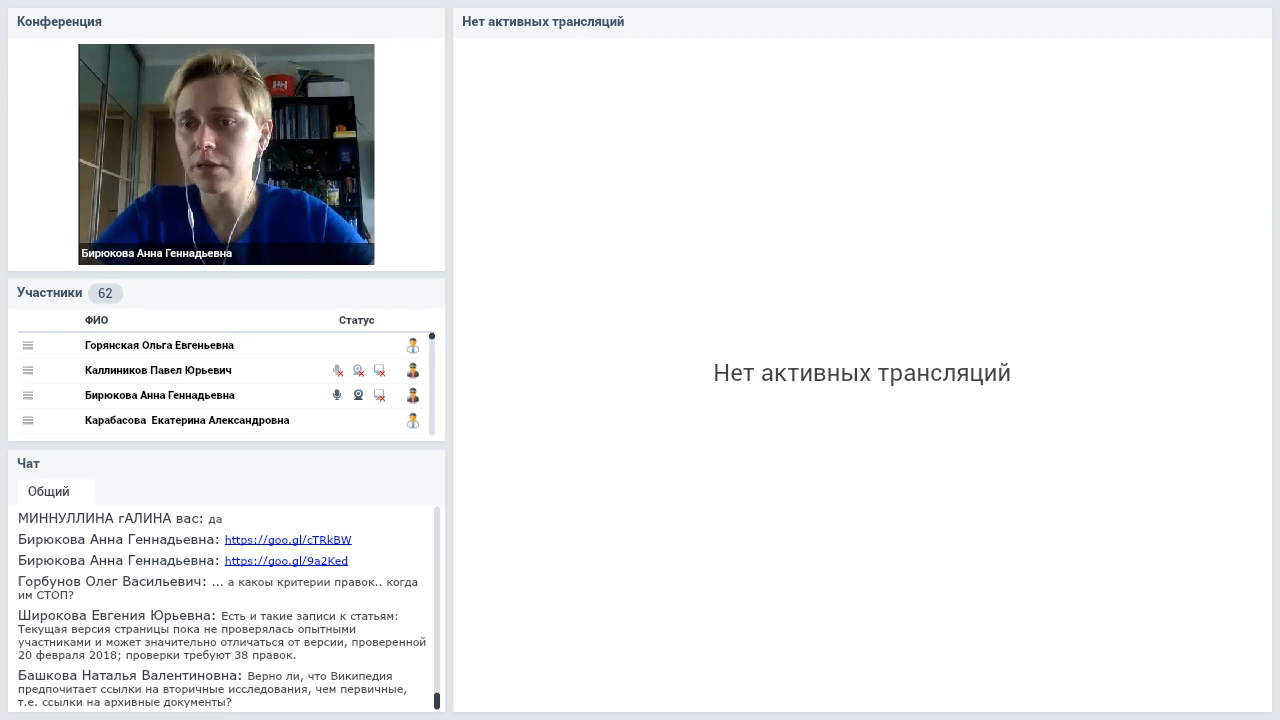 Конференция
Бирюкова Анна Геннадьевна
Участники 62
ФИО Статус
Горянская Ольга Евгеньевна
Каллиников Павел Юрьевич
Бирюкова Анна Геннадьевна
Карабасова Екатерина Александровна
Чат
Общий
МИННУЛЛИНА гАЛИНА вас: да
Бирюкова Анна Геннадьевна: https://goo.gl/cTRkBW
Бирюкова Анна Геннадьевна: https://goo.gl/9a2Ked
Горбунов Олег Васильевич: ... а какоы критерии правок.. когда
им СТОП?
Широкова Евгения Юрьевна: Есть и такие записи к статьям:
Текущая версия страницы пока не проверялась опытными
участниками и может значительно отличаться от версии, проверенной
20 февраля 2018; проверки требуют 38 правок.
Башкова Наталья Валентиновна: Верно ли, что Википедия
предпочитает ссылки на вторичные исследования, чем первичные,
т.е. ссылки на архивные документы?
Нет активных трансляций
Нет активных трансляций